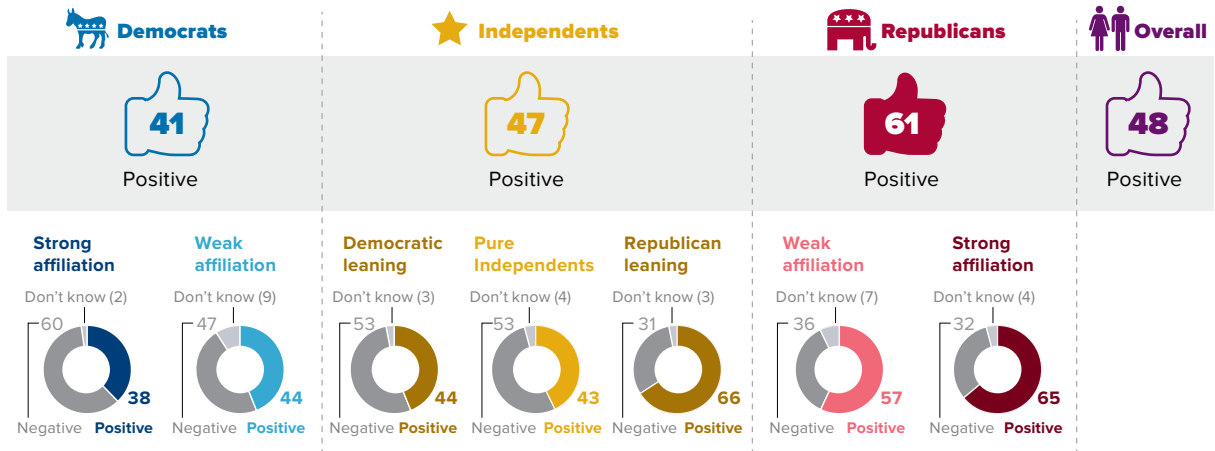 Democrats
Independents
Republicans
Overall
41
47
61
48
Positive
Positive
Positive
Positive
Strong
affiliation
Weak
affiliation
Democratic
leaning
Pure
Independents
Republican
leaning
Weak
affiliation
Strong
affiliation
Don't know (2)
Don't know (9)
Don't know (3)
Don't know (4)
Don't know (3)
Don't know (7)
Don't know (4)
60
47
53
53
31
36
32
38
44
44
43
66
57
65
Negative Positive
Negative Positive
Negative Positive
Negative Positive
Negative Positive
Negative Positive
Negative Positive